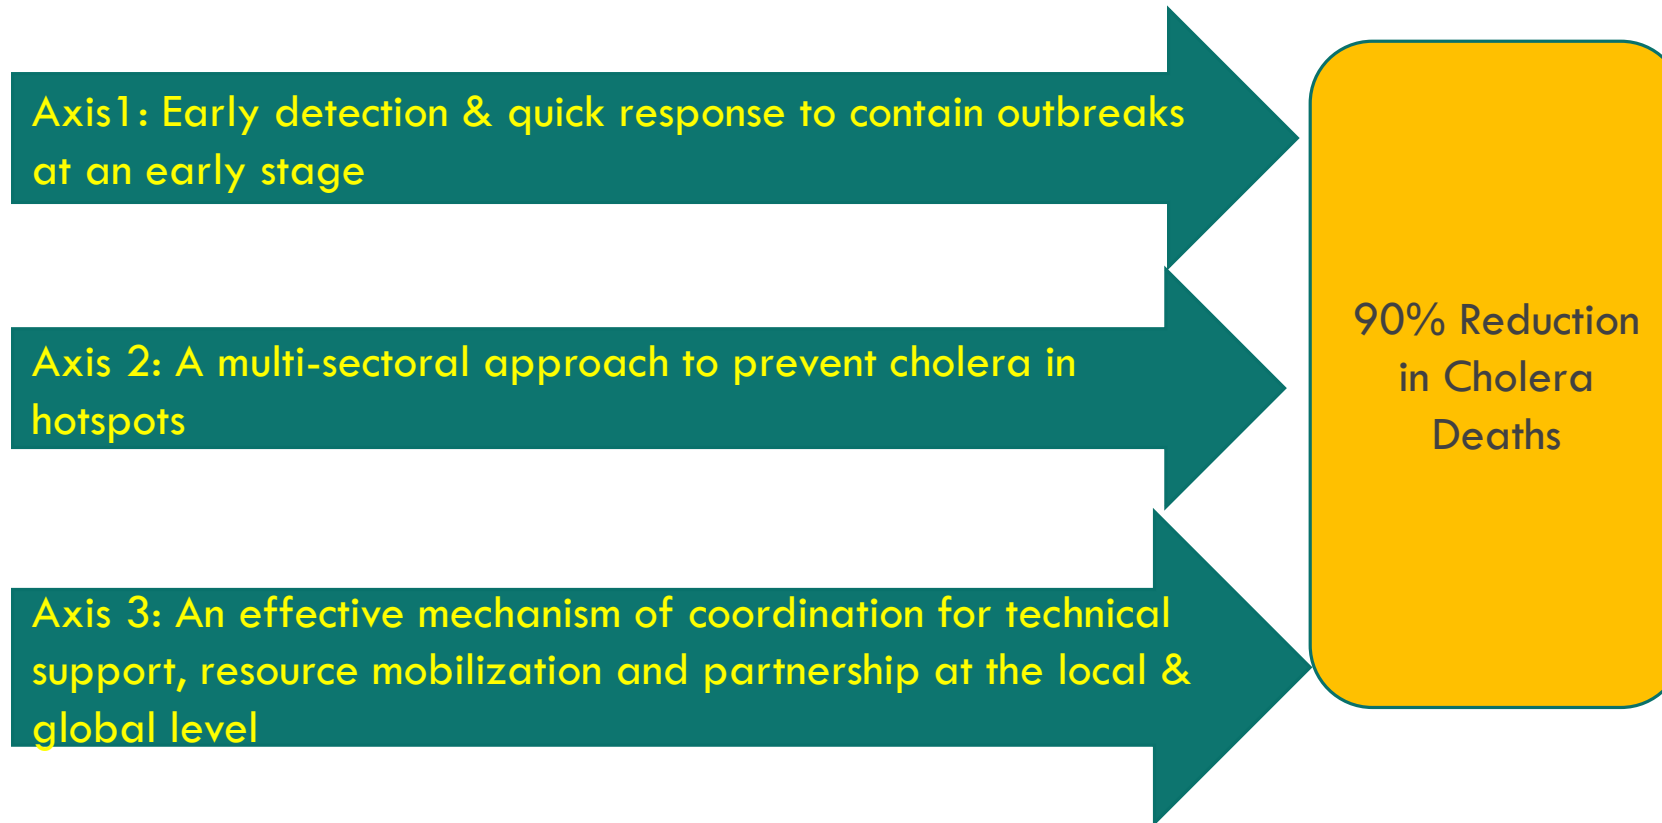 Axis1: Early detection & quick response to contain outbreaks
at an early stage
Axis 2: A multi-sectoral approach to prevent cholera in
hotspots
Axis 3: An effective mechanism of coordination for technical
support, resource mobilization and partnership at the local &
global level
90% Reduction
in Cholera
Deaths